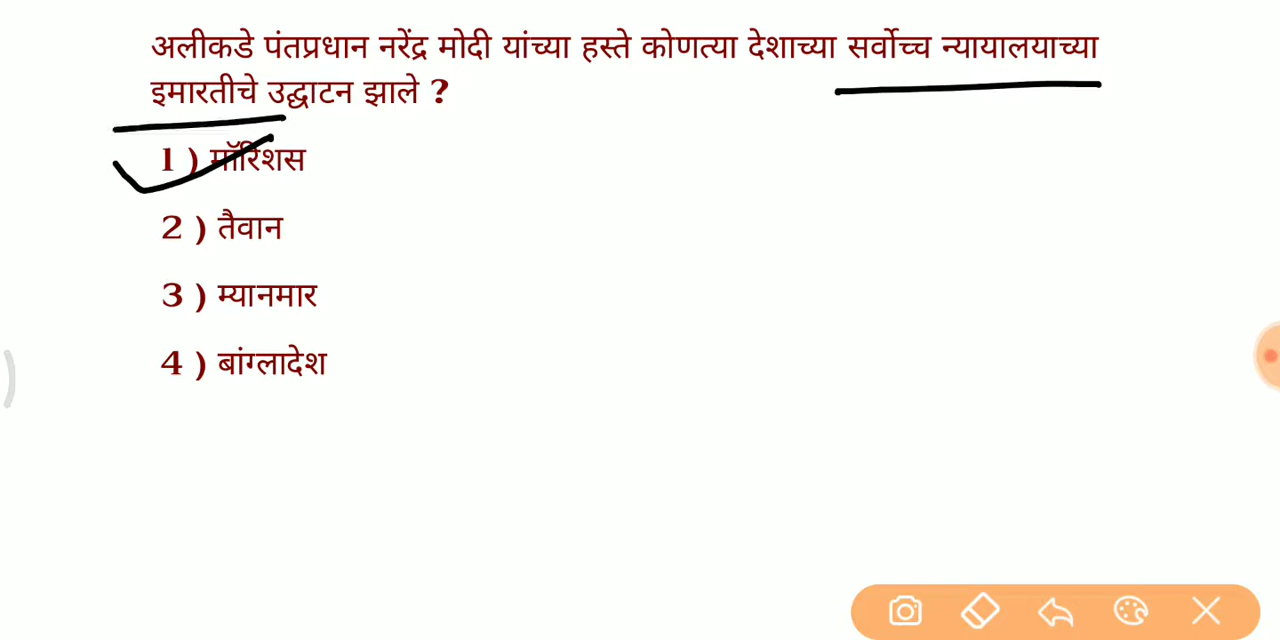 अलीकडे पंतप्रधान नरेंद्र मोदी यांच्या हस्ते कोणत्या देशाच्या सर्वोच्च न्यायालयाच्या
इमारतीचे उद्घाटन झाले ?
1 ) मॉरिशस
2 ) तैवान
3 ) म्यानमार
4 ) बांग्लादेश